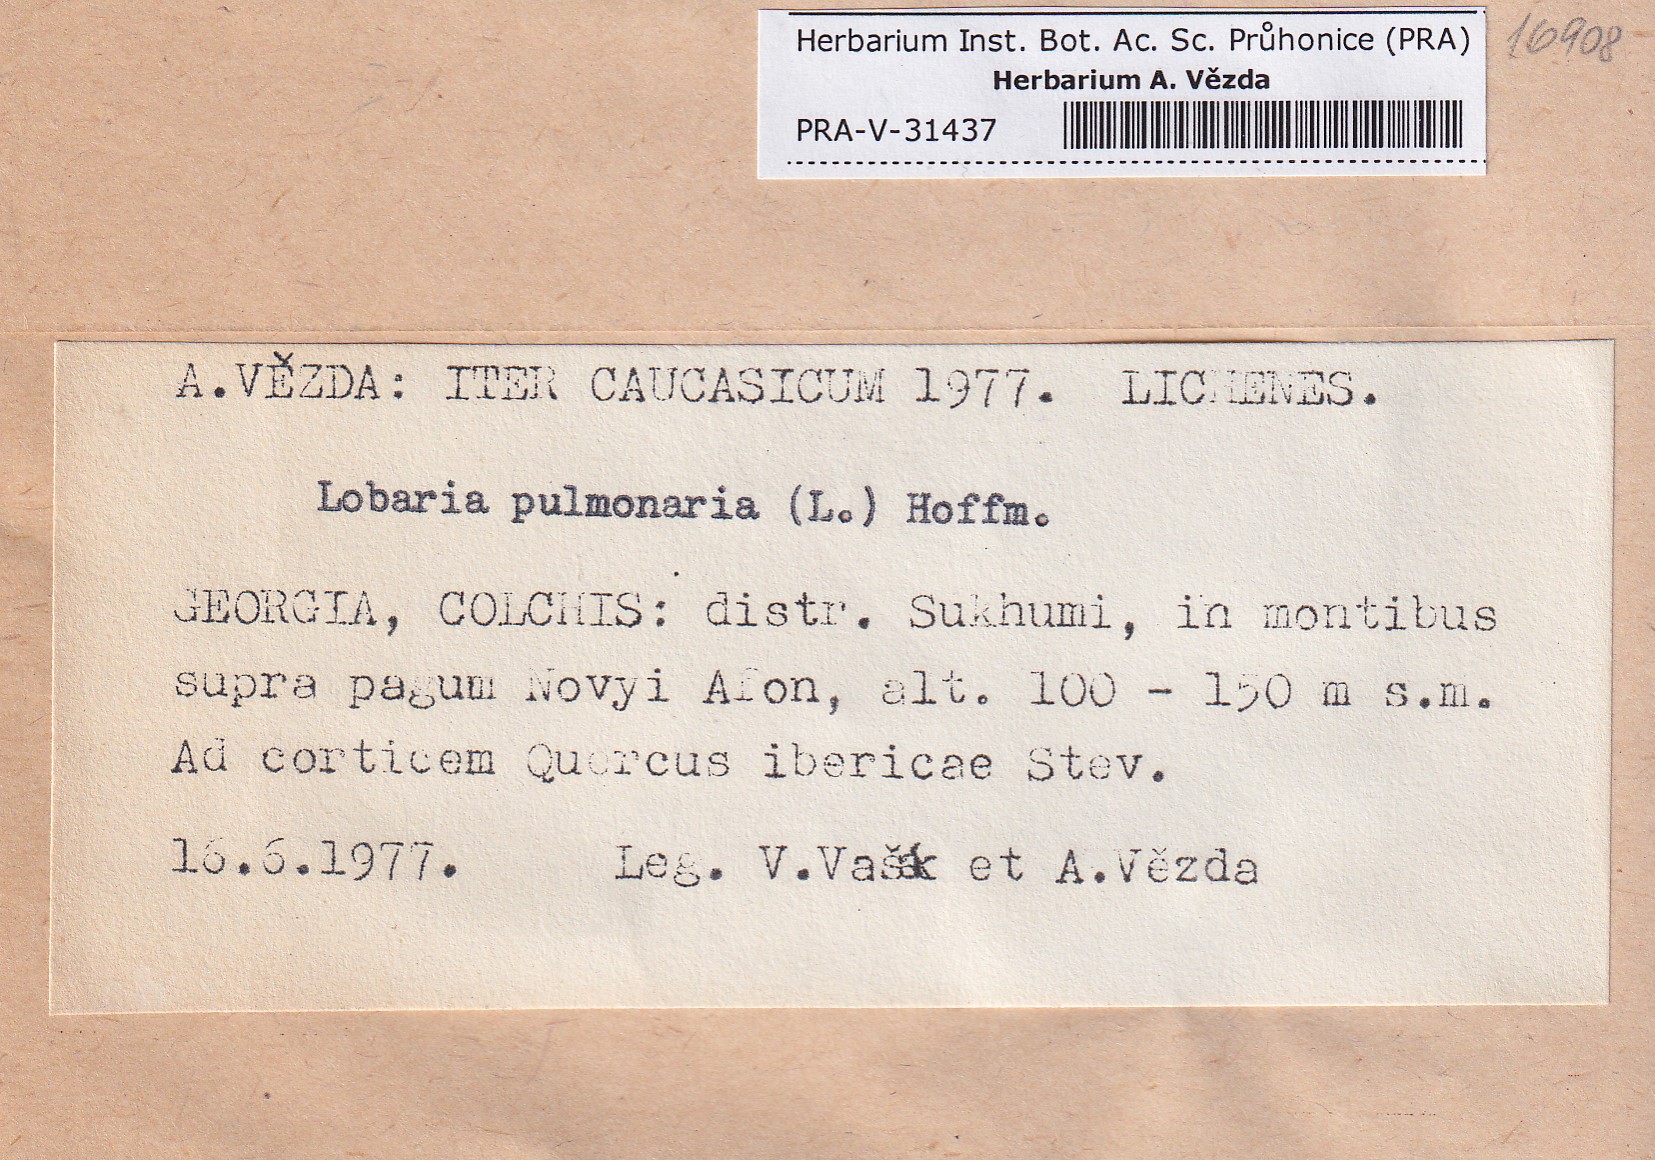 Herbarium Inst. Bot. Ac. Sc. Průhonice (PRA)
16908
Herbarium A. Vězda
PRA-V-31437
A.VĚZDA: ITER CAUCASICUM 1977. LICHENES.
Lobaria pulmonaria (L.) Hoffm.
GEORGIA, COLCHIS: distr. Sukhumi, in montibus
supra pagum Novyi Afon, alt. 100 - 150 m s.m.
Ad corticem Quercus ibericae Stev.
16.6.1977. Leg. V.Vašák et A.Vězda